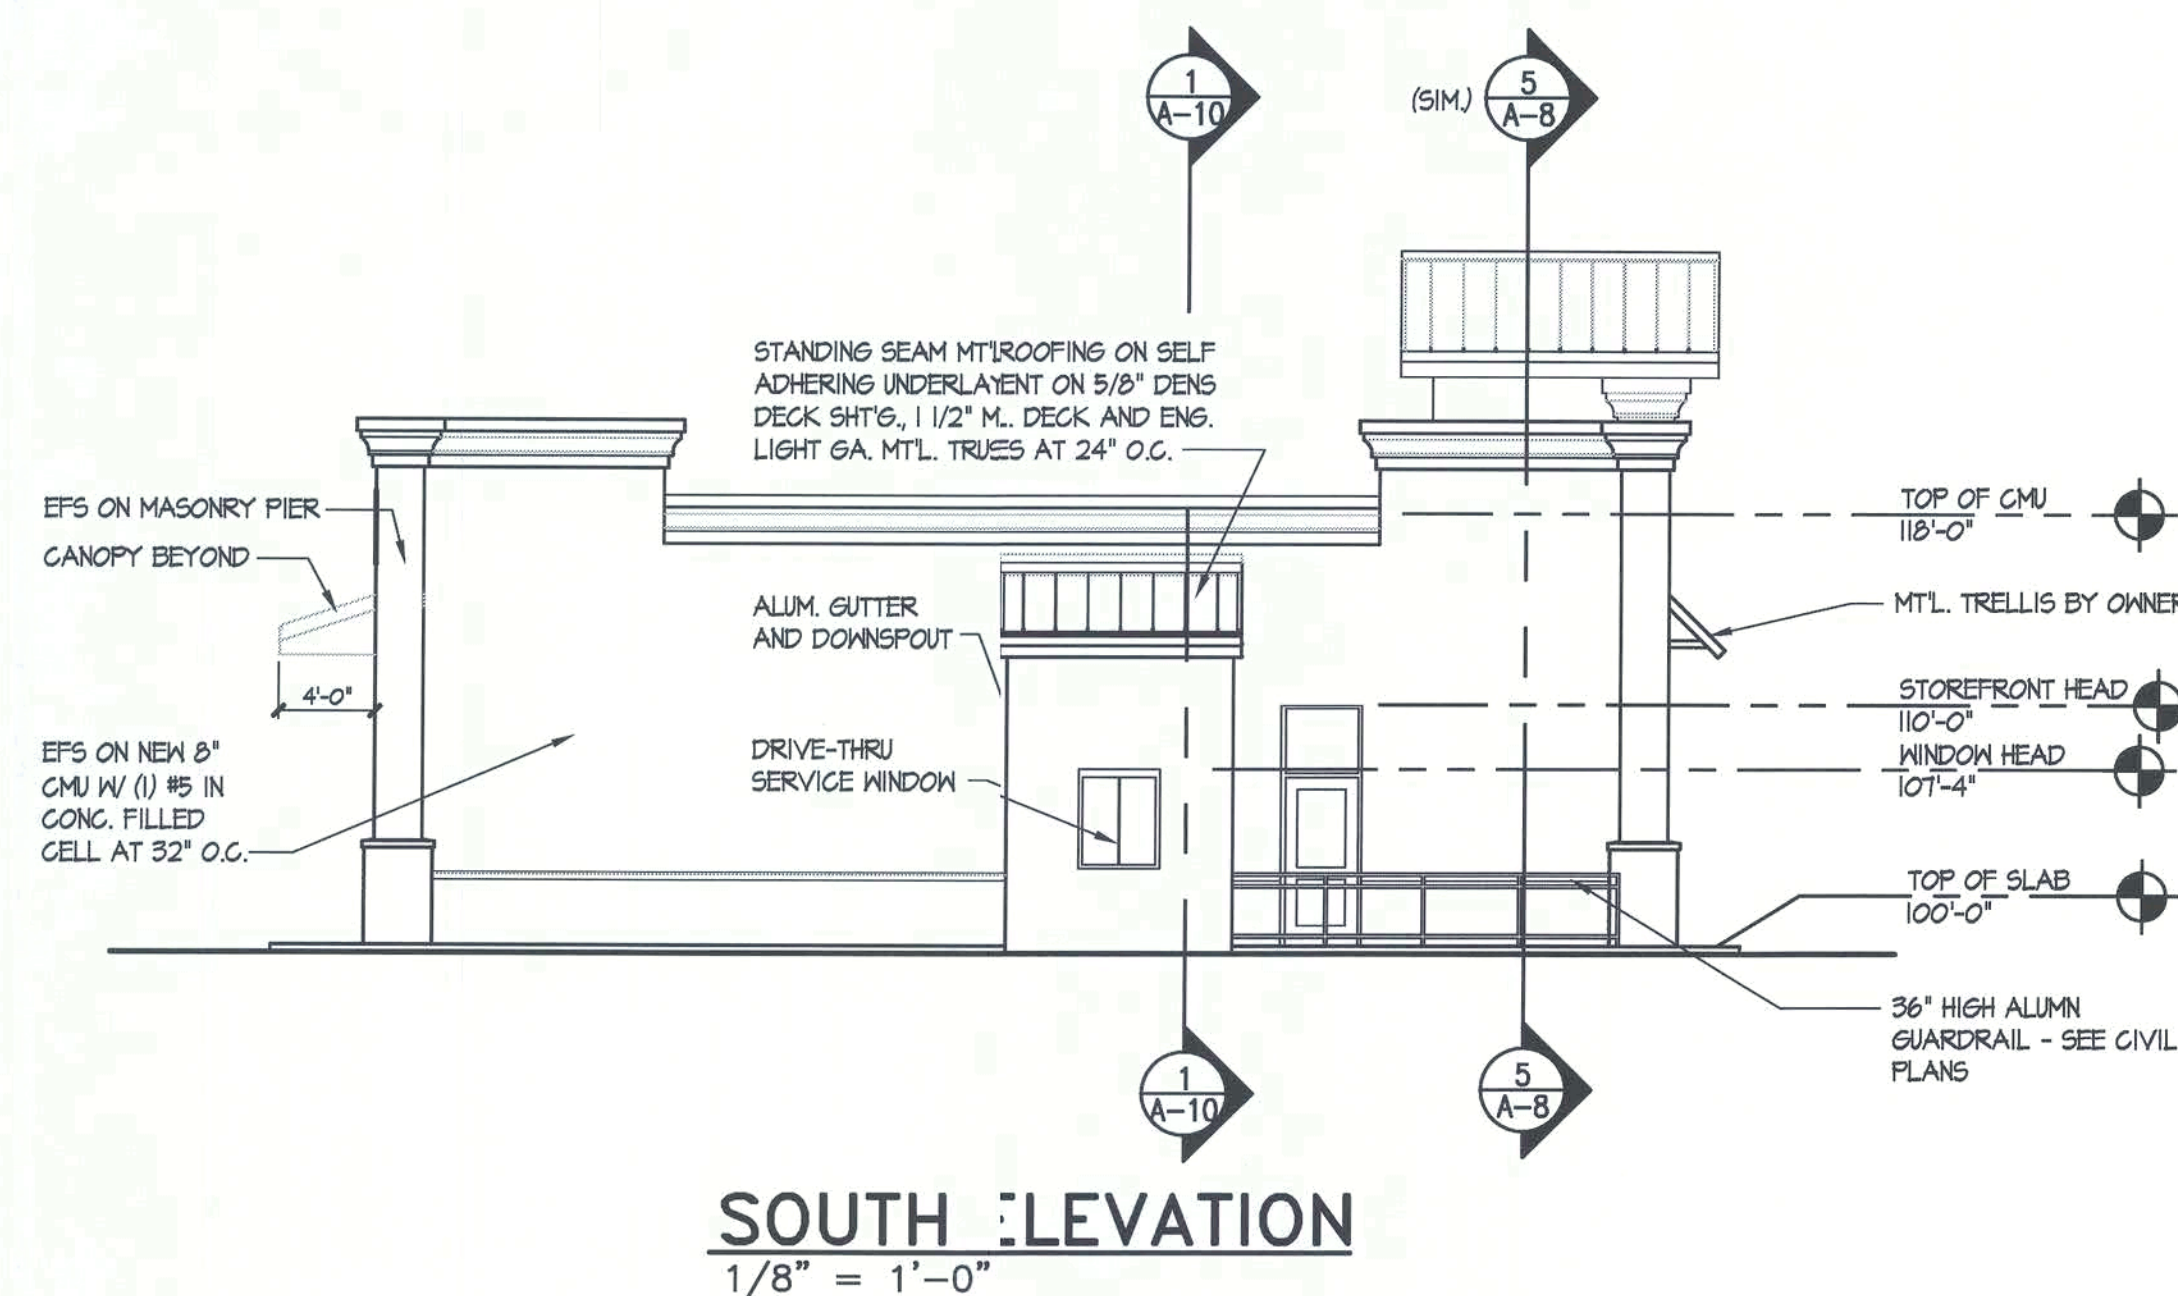 1
A-10
(SIM.)
5
A-8
STANDING SEAM MT'LROOFING ON SELF
ADHERING UNDERLAYENT ON 5/8" DENS
DECK SHT'G., 1 1/2" M.. DECK AND ENG.
LIGHT GA. MT'L. TRUES AT 24" O.C.
EFS ON MASONRY PIER
CANOPY BEYOND
4'-0"
EFS ON NEW 8"
CMU W/ (1) #5 IN
CONC. FILLED
CELL AT 32" O.C.
ALUM. GUTTER
AND DOWNSPOUT
DRIVE-THRU
SERVICE WINDOW
TOP OF CMU
118'-0"
MT'L. TRELLIS BY OWNER
STOREFRONT HEAD
110'-0"
WINDOW HEAD
107'-4"
TOP OF SLAB
100'-0"
36" HIGH ALUMN
GUARDRAIL - SEE CIVIL
PLANS
1
A-10
5
A-8
SOUTH ELEVATION
1/8" = 1'-0"